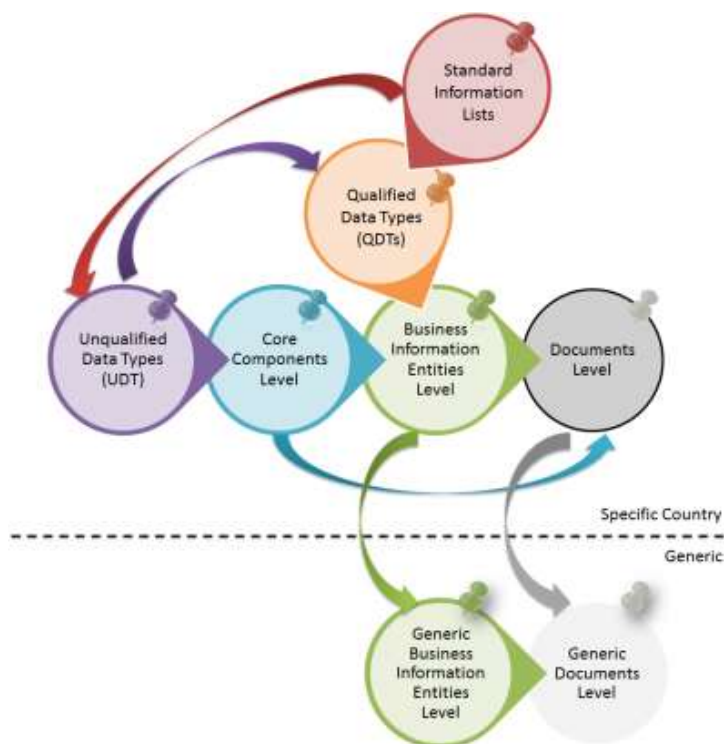 Standard
Information
Lists
Qualified
Data Types
(QDTs)
Unqualified
Data Types
(UDT)
Core
Components
Level
Business
Information
Entities
Level
Documents
Level
Specific Country
Generic
Generic
Business
Information
Entities
Level
Generic
Documents
Level